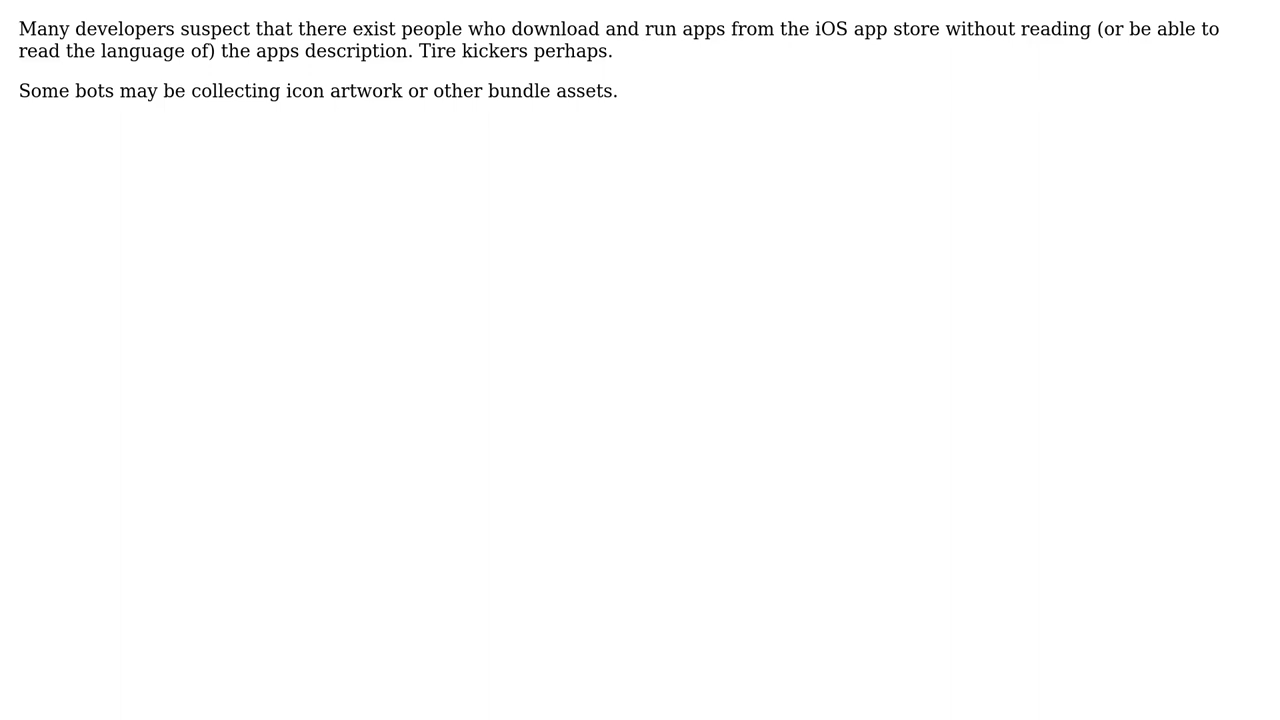 Many developers suspect that there exist people who download and run apps from the iOS app store without reading (or be able to
read the language of) the apps description. Tire kickers perhaps.
Some bots may be collecting icon artwork or other bundle assets.